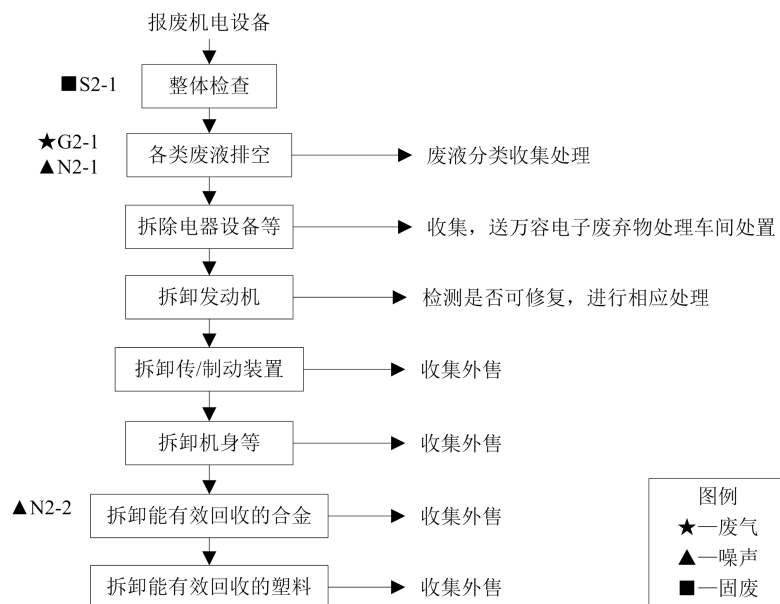 报废机电设备
■S2-1
整体检查
★G2-1
▲N2-1
各类废液排空
废液分类收集处理
拆除电器设备等
收集，送万容电子废弃物处理车间处置
拆卸发动机
检测是否可修复，进行相应处理
拆卸传/制动装置
收集外售
拆卸机身等
收集外售
▲N2-2
拆卸能有效回收的合金
收集外售
拆卸能有效回收的塑料
收集外售
图例
★—废气
▲—噪声
■—固废